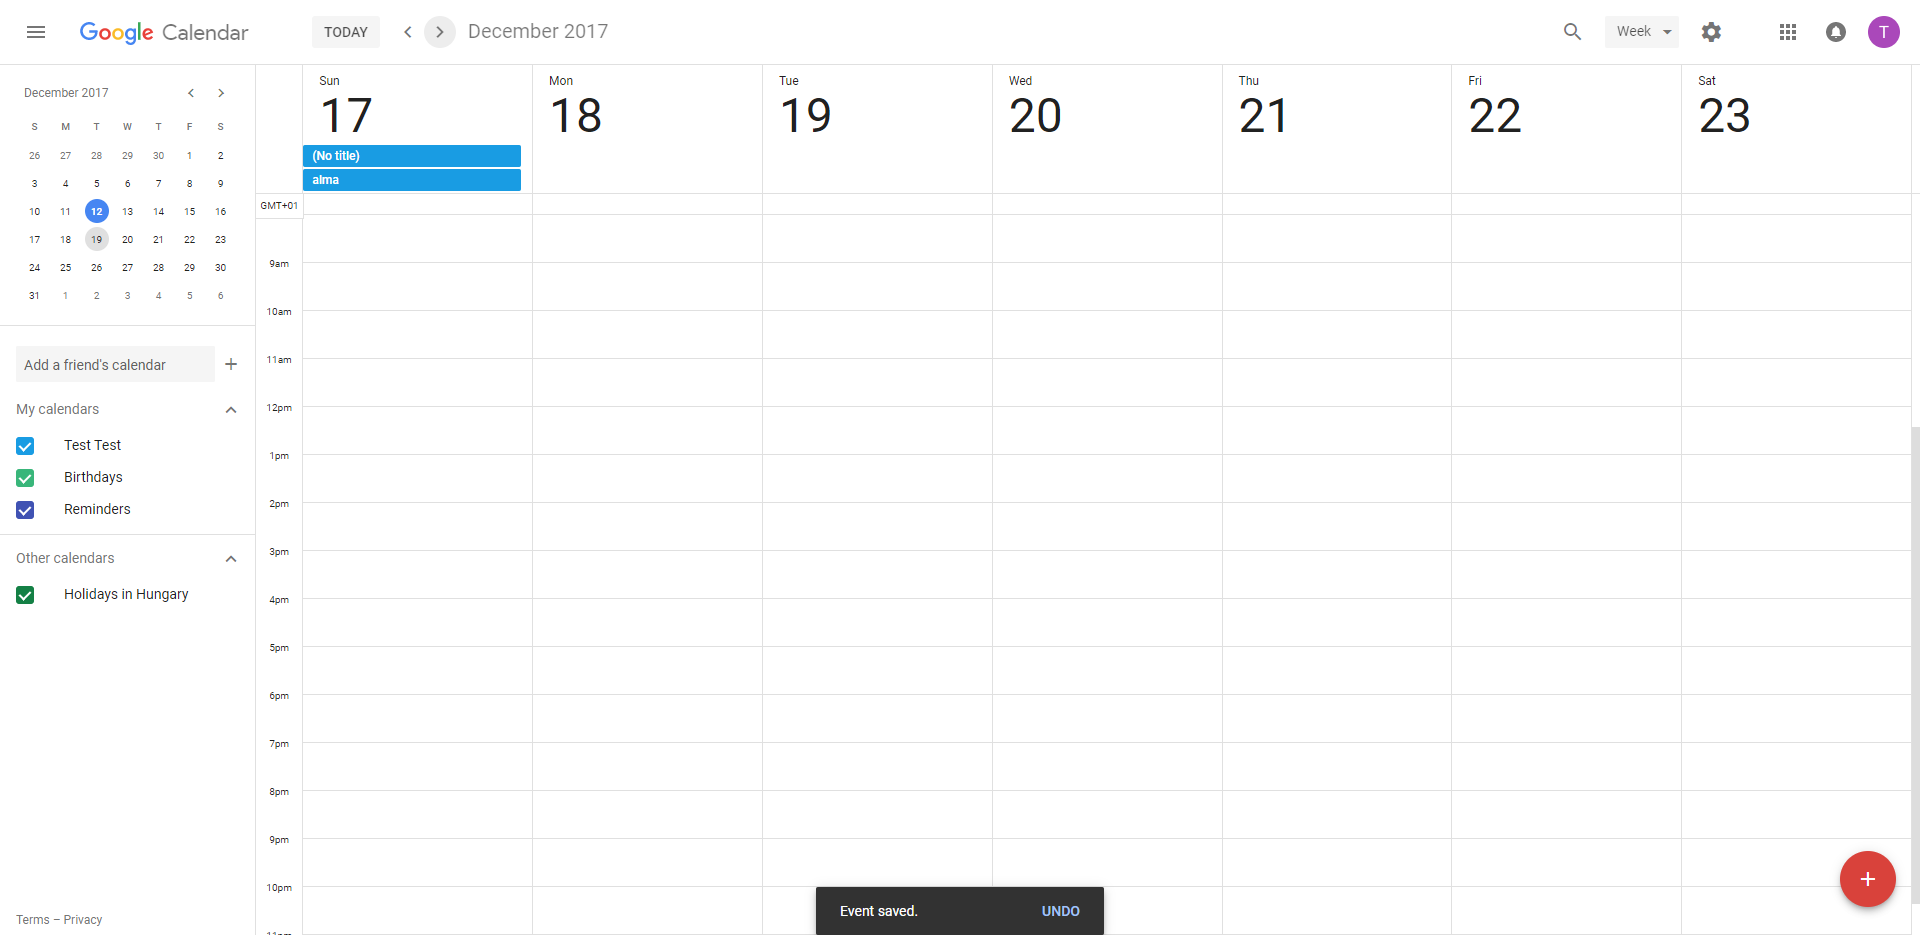 Google Calendar
TODAY
December 2017
Week
T
December 2017
S M T W T F S
26 27 28 29 30 1 2
3 4 5 6 7 8 9
10 11 12 13 14 15 16
17 18 19 20 21 22 23
24 25 26 27 28 29 30
31 1 2 3 4 5 6
Add a friend's calendar
My calendars
Test Test
Birthdays
Reminders
Other calendars
Holidays in Hungary
Terms – Privacy
Sun Mon Tue Wed Thu Fri Sat
17 18 19 20 21 22 23
(No title)
alma
GMT+01
9am
10am
11am
12pm
1pm
2pm
3pm
4pm
5pm
6pm
7pm
8pm
9pm
10pm
11pm
Event saved. UNDO